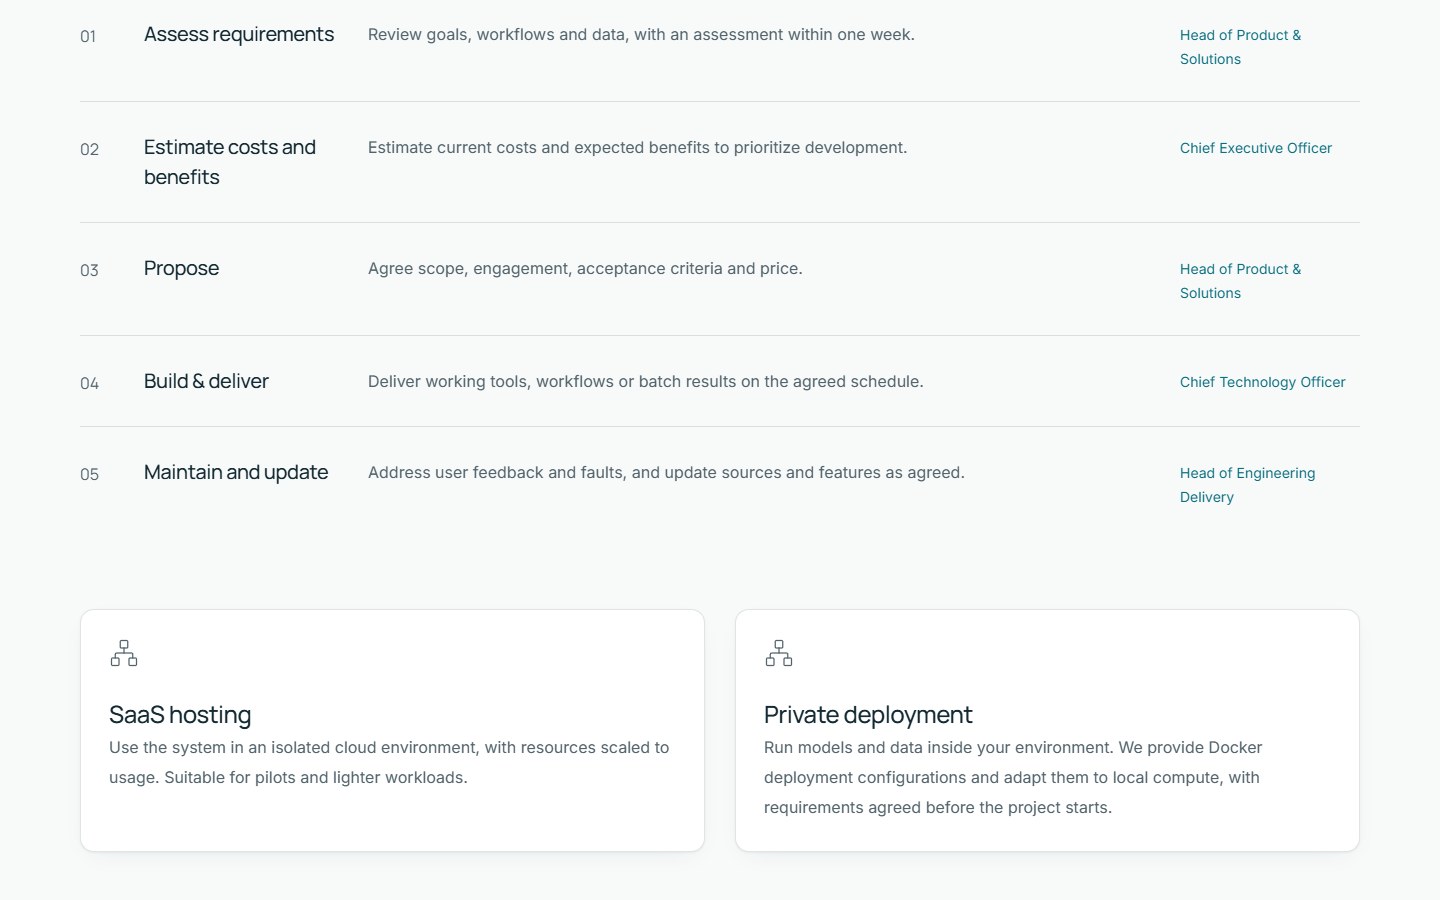 01
Assess requirements
Review goals, workflows and data, with an assessment within one week.
Head of Product &
Solutions
02
Estimate costs and
benefits
Estimate current costs and expected benefits to prioritize development.
Chief Executive Officer
03
Propose
Agree scope, engagement, acceptance criteria and price.
Head of Product &
Solutions
04
Build & deliver
Deliver working tools, workflows or batch results on the agreed schedule.
Chief Technology Officer
05
Maintain and update
Address user feedback and faults, and update sources and features as agreed.
Head of Engineering
Delivery
SaaS hosting
Use the system in an isolated cloud environment, with resources scaled to
usage. Suitable for pilots and lighter workloads.
Private deployment
Run models and data inside your environment. We provide Docker
deployment configurations and adapt them to local compute, with
requirements agreed before the project starts.